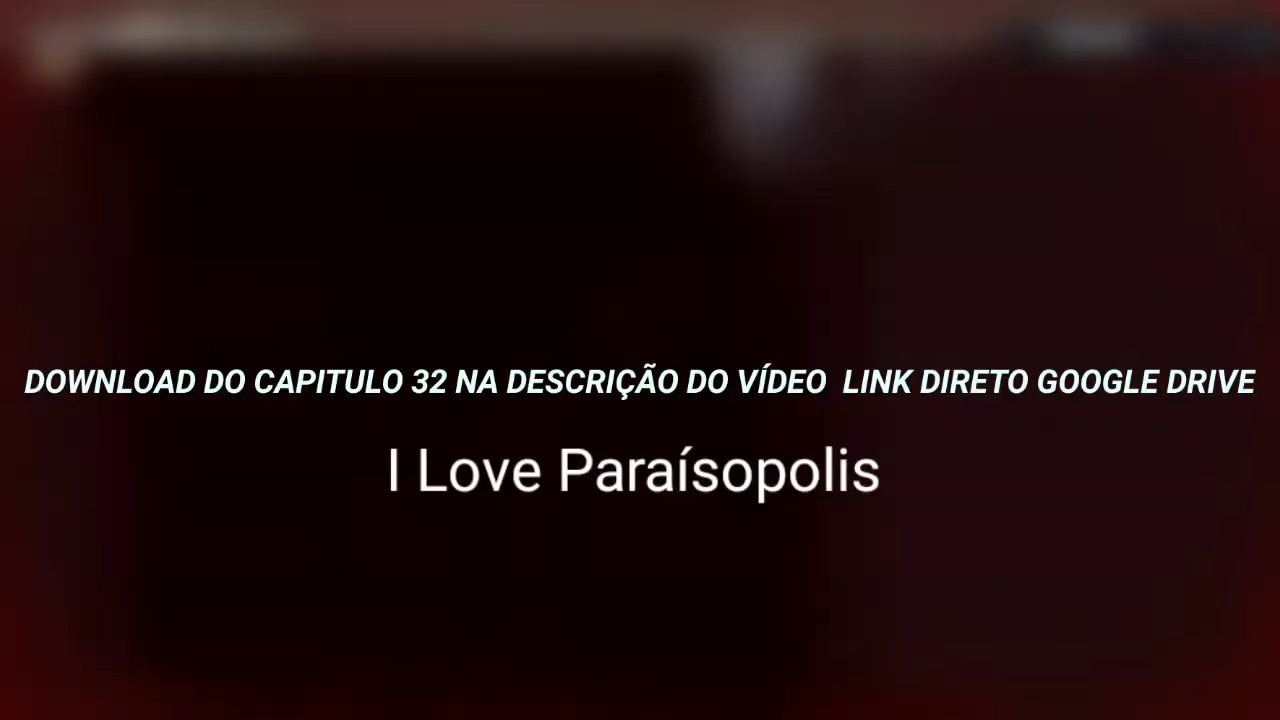 DOWNLOAD DO CAPITULO 32 NA DESCRIÇÃO DO VÍDEO LINK DIRETO GOOGLE DRIVE
I Love Paraísopolis